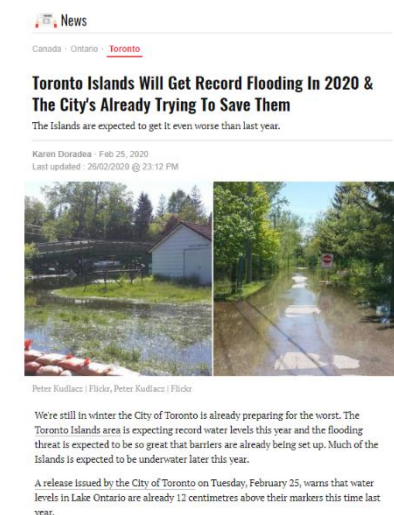 News
Canada · Ontario · Toronto
Toronto Islands Will Get Record Flooding In 2020 &
The City's Already Trying To Save Them
The Islands are expected to get it even worse than last year.
Karen Doradea · Feb 25, 2020
Last updated : 26/02/2020 @ 23:12 PM
Peter Kudlacz | Flickr, Peter Kudlacz | Flickr
We're still in winter the City of Toronto is already preparing for the worst. The
Toronto Islands area is expecting record water levels this year and the flooding
threat is expected to be so great that barriers are already being set up. Much of the
Islands is expected to be underwater later this year.
A release issued by the City of Toronto on Tuesday, February 25, warns that water
levels in Lake Ontario are already 12 centimetres above their markers this time last
year.